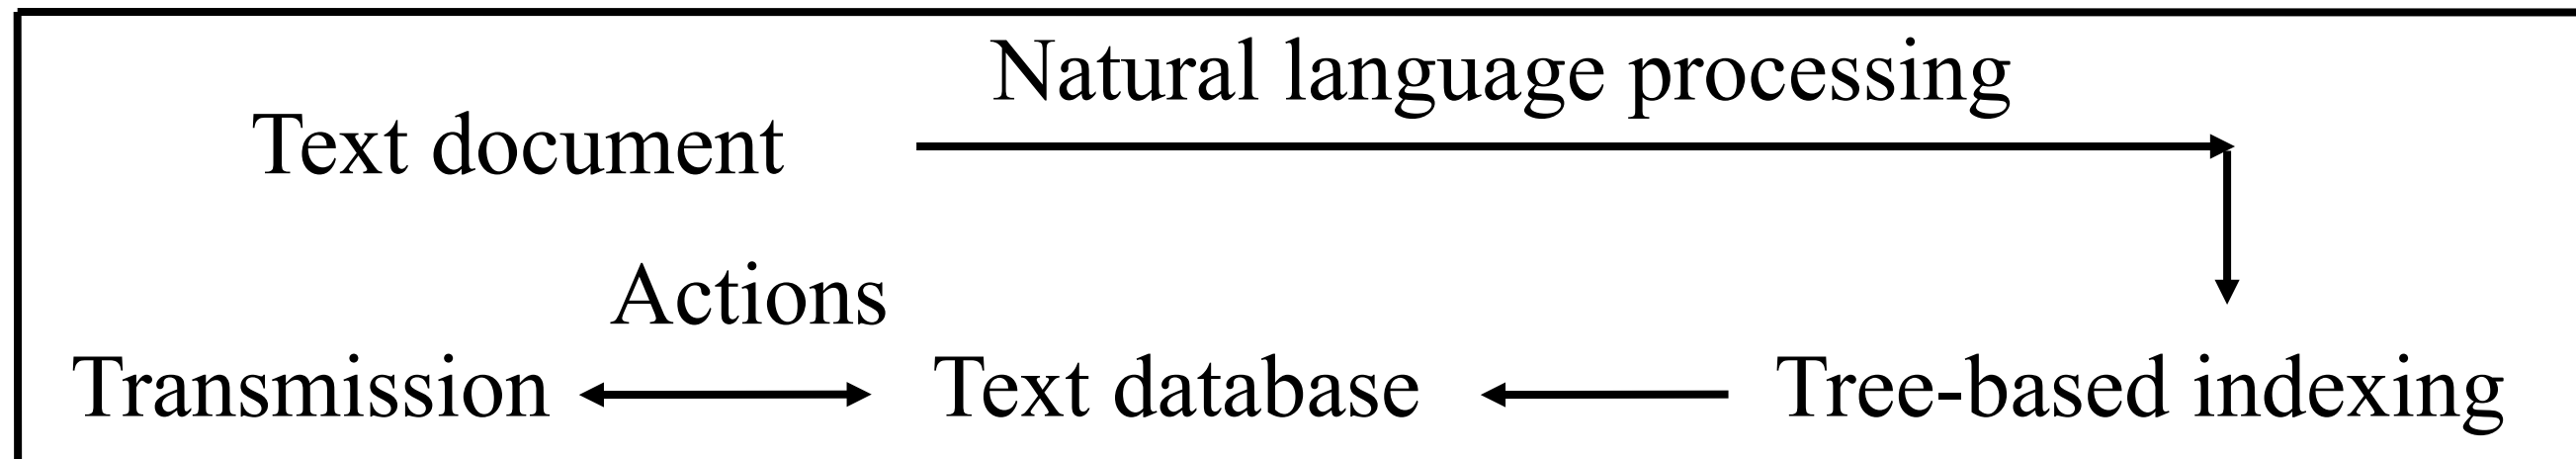 Natural language processing
Text document
Actions
Transmission Text database Tree-based indexing